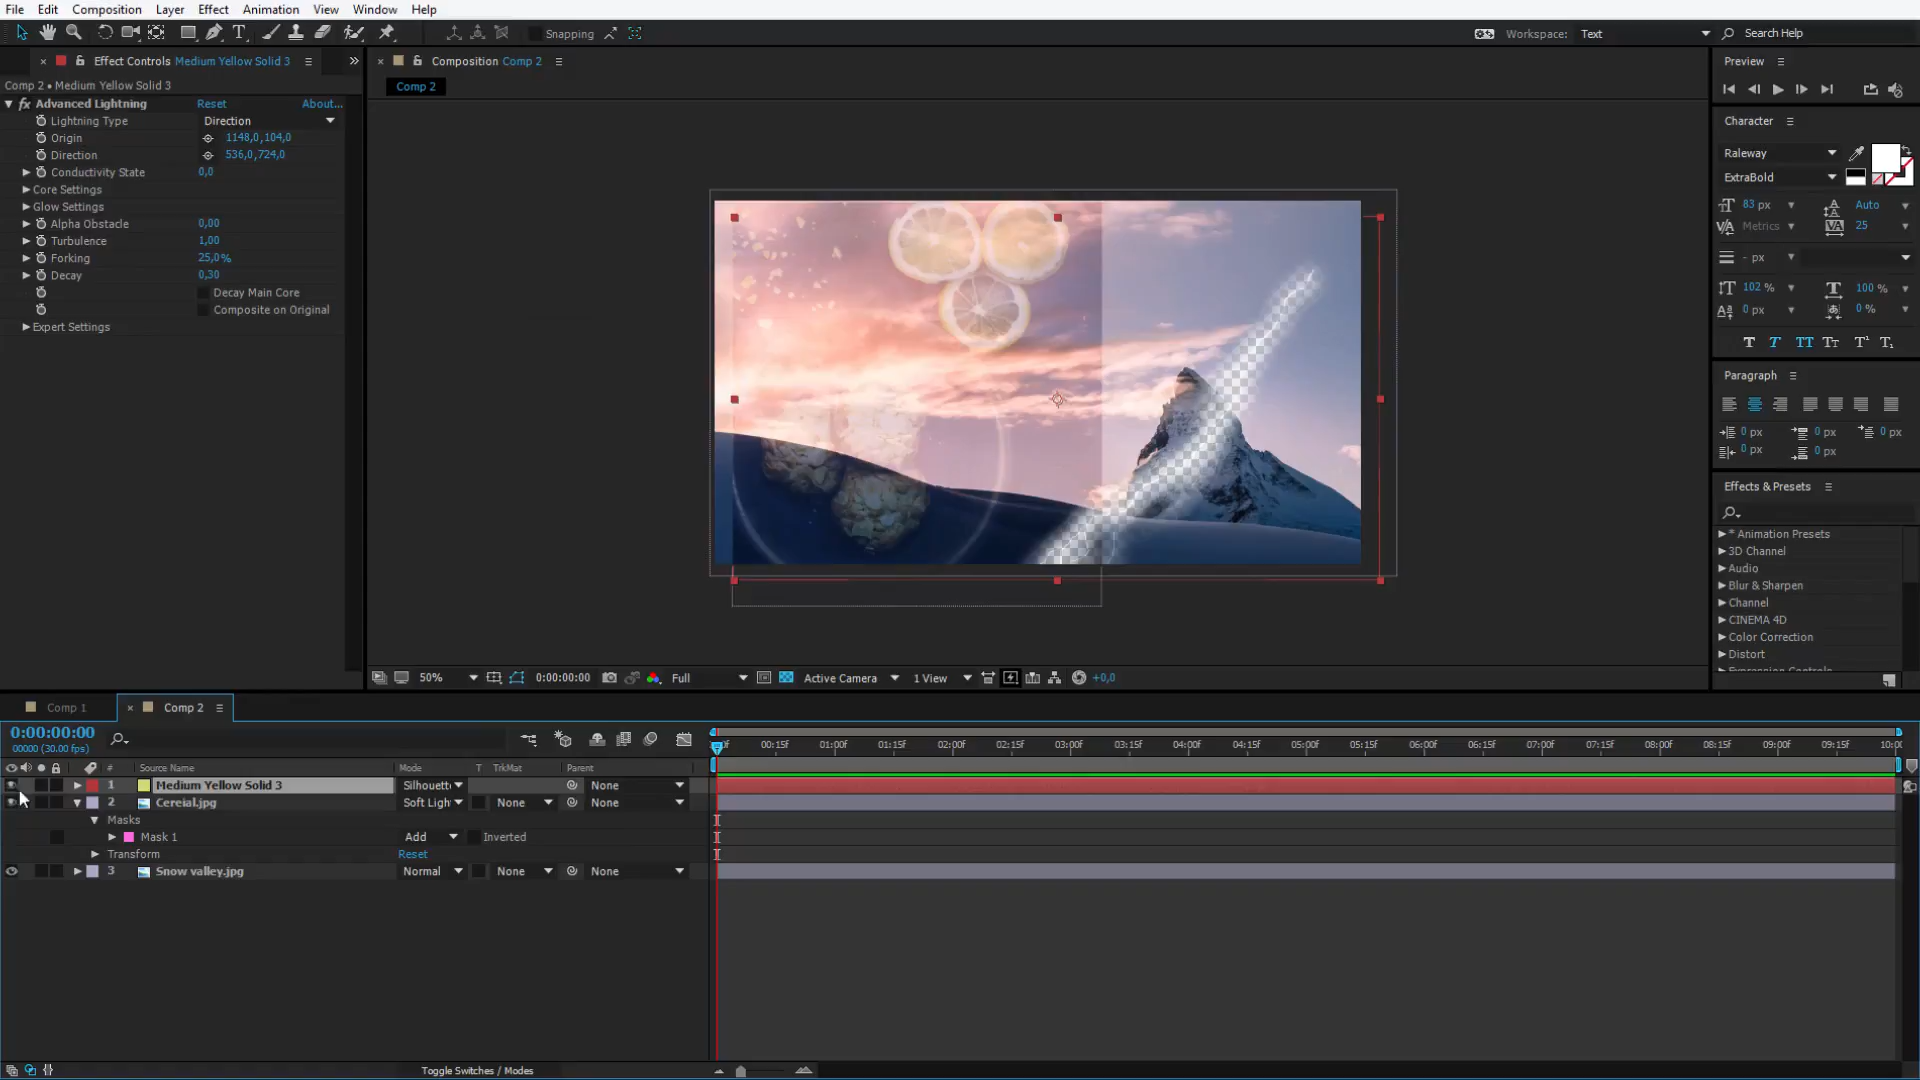 File Edit Composition Layer Effect Animation View Window Help
Snapping
Workspace: Text
Search Help
Effect Controls Medium Yellow Solid 3
Comp 2 • Medium Yellow Solid 3
fx Advanced Lightning Reset About...
Lightning Type Direction
Origin 1148,0,104,0
Direction 536,0,724,0
Conductivity State 0,0
Core Settings
Glow Settings
Alpha Obstacle 0,00
Turbulence 1,00
Forking 25,0%
Decay 0,30
Decay Main Core
Composite on Original
Expert Settings
Composition Comp 2
Comp 2
50% 0:00:00:00 Full Active Camera 1 View +0,0
Preview
Character
Raleway
ExtraBold
83 px Auto
Metrics 25
- px
102 % 100 %
0 px 0 %
T T TT Tт T¹ T₁
Paragraph
0 px 0 px 0 px
0 px 0 px
Effects & Presets
* Animation Presets
3D Channel
Audio
Blur & Sharpen
Channel
CINEMA 4D
Color Correction
Distort
Expression Controls
Comp 1 Comp 2
0:00:00:00
00000 (30.00 fps)
00:15f 01:00f 01:15f 02:00f 02:15f 03:00f 03:15f 04:00f 04:15f 05:00f 05:15f 06:00f 06:15f 07:00f 07:15f 08:00f 08:15f 09:00f 09:15f
# Source Name Mode T TrkMat Parent
1 Medium Yellow Solid 3 Silhouett None
2 Cereial.jpg Soft Ligh None None
Masks
Mask 1 Add Inverted
Transform Reset
3 Snow valley.jpg Normal None None
Toggle Switches / Modes